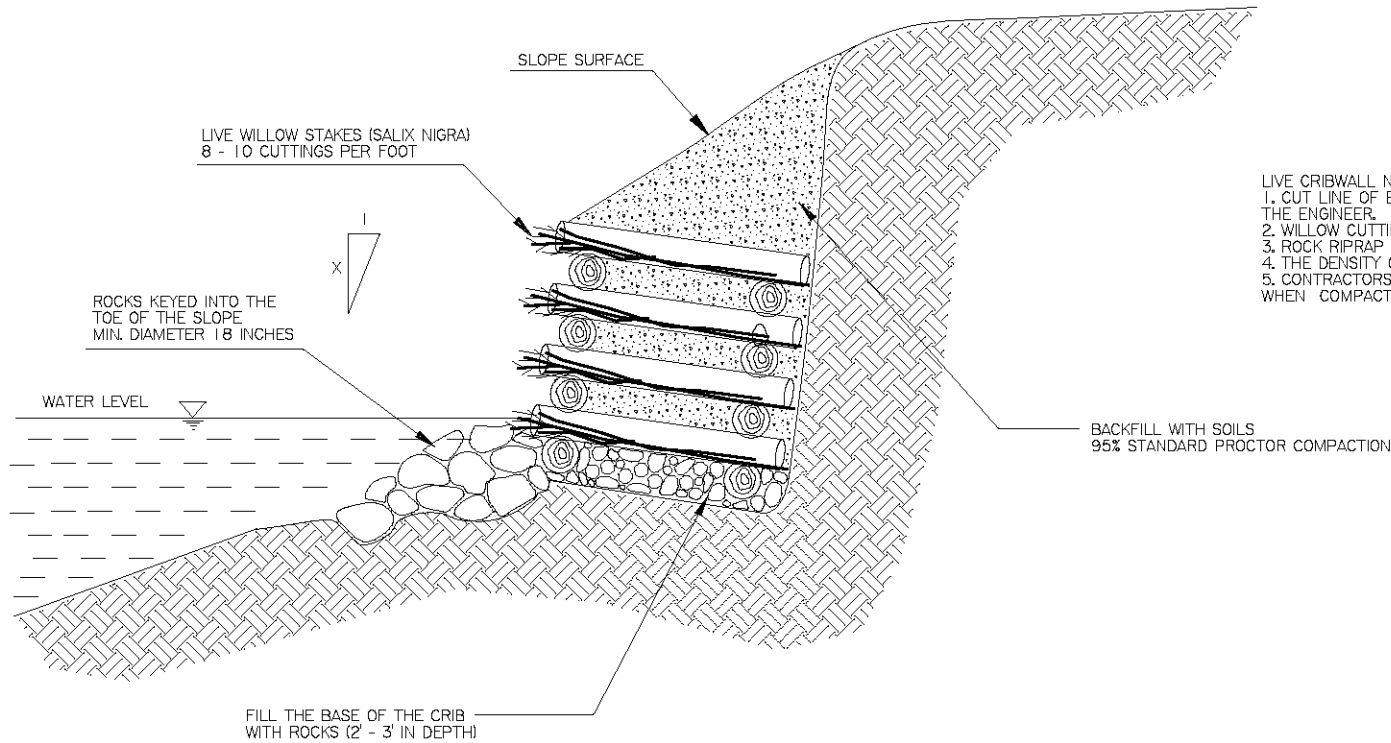 SLOPE SURFACE
LIVE WILLOW STAKES (SALIX NIGRA)
8 - 10 CUTTINGS PER FOOT
1
X
LIVE CRIBWALL
1. CUT LINE OF
THE ENGINEER.
2. WILLOW
3. ROCK RIPRAP
4. THE DENSITY
5. CONTRACTORS
WHEN COMPACT
ROCKS KEYED INTO THE
TOE OF THE SLOPE
MIN. DIAMETER 18 INCHES
WATER LEVEL
BACKFILL WITH SOILS
95% STANDARD PROCTOR COMPACTION
FILL THE BASE OF THE CRIB
WITH ROCKS (2' - 3' IN DEPTH)